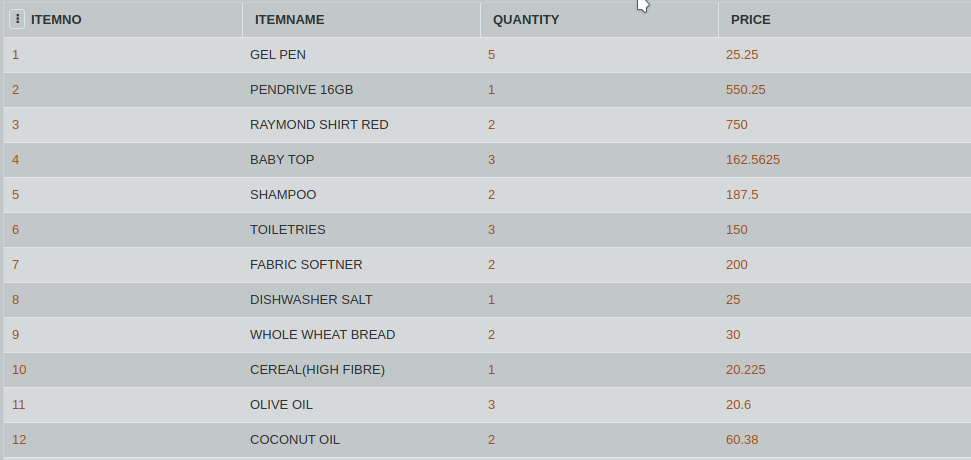 ITEMNO ITEMNAME QUANTITY PRICE
1 GEL PEN 5 25.25
2 PENDRIVE 16GB 1 550.25
3 RAYMOND SHIRT RED 2 750
4 BABY TOP 3 162.5625
5 SHAMPOO 2 187.5
6 TOILETRIES 3 150
7 FABRIC SOFTNER 2 200
8 DISHWASHER SALT 1 25
9 WHOLE WHEAT BREAD 2 30
10 CEREAL(HIGH FIBRE) 1 20.225
11 OLIVE OIL 3 20.6
12 COCONUT OIL 2 60.38